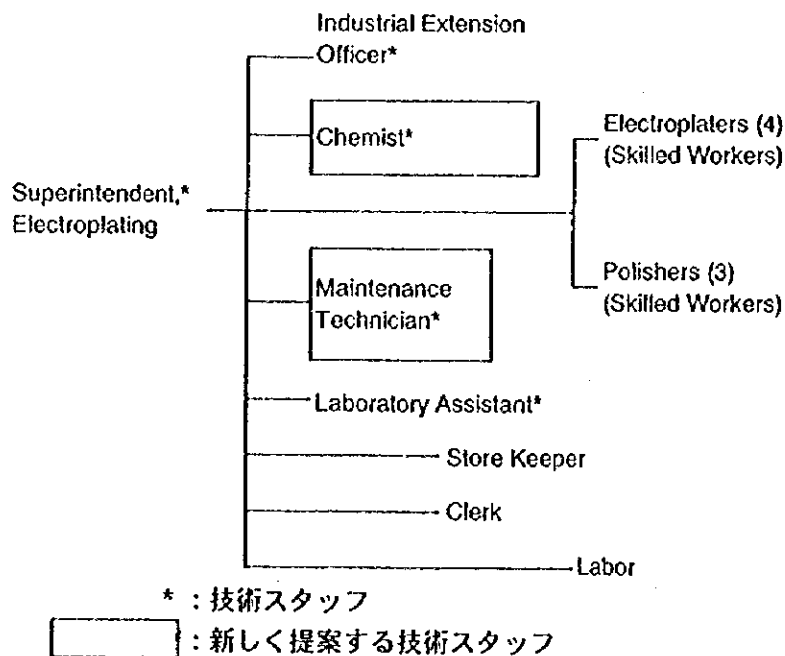 Industrial Extension
Officer*
Chemist*
Electroplaters (4)
(Skilled Workers)
Superintendent,*
Electroplating
Maintenance
Technician*
Polishers (3)
(Skilled Workers)
Laboratory Assistant*
Store Keeper
Clerk
Labor
* : 技術スタッフ
: 新しく提案する技術スタッフ